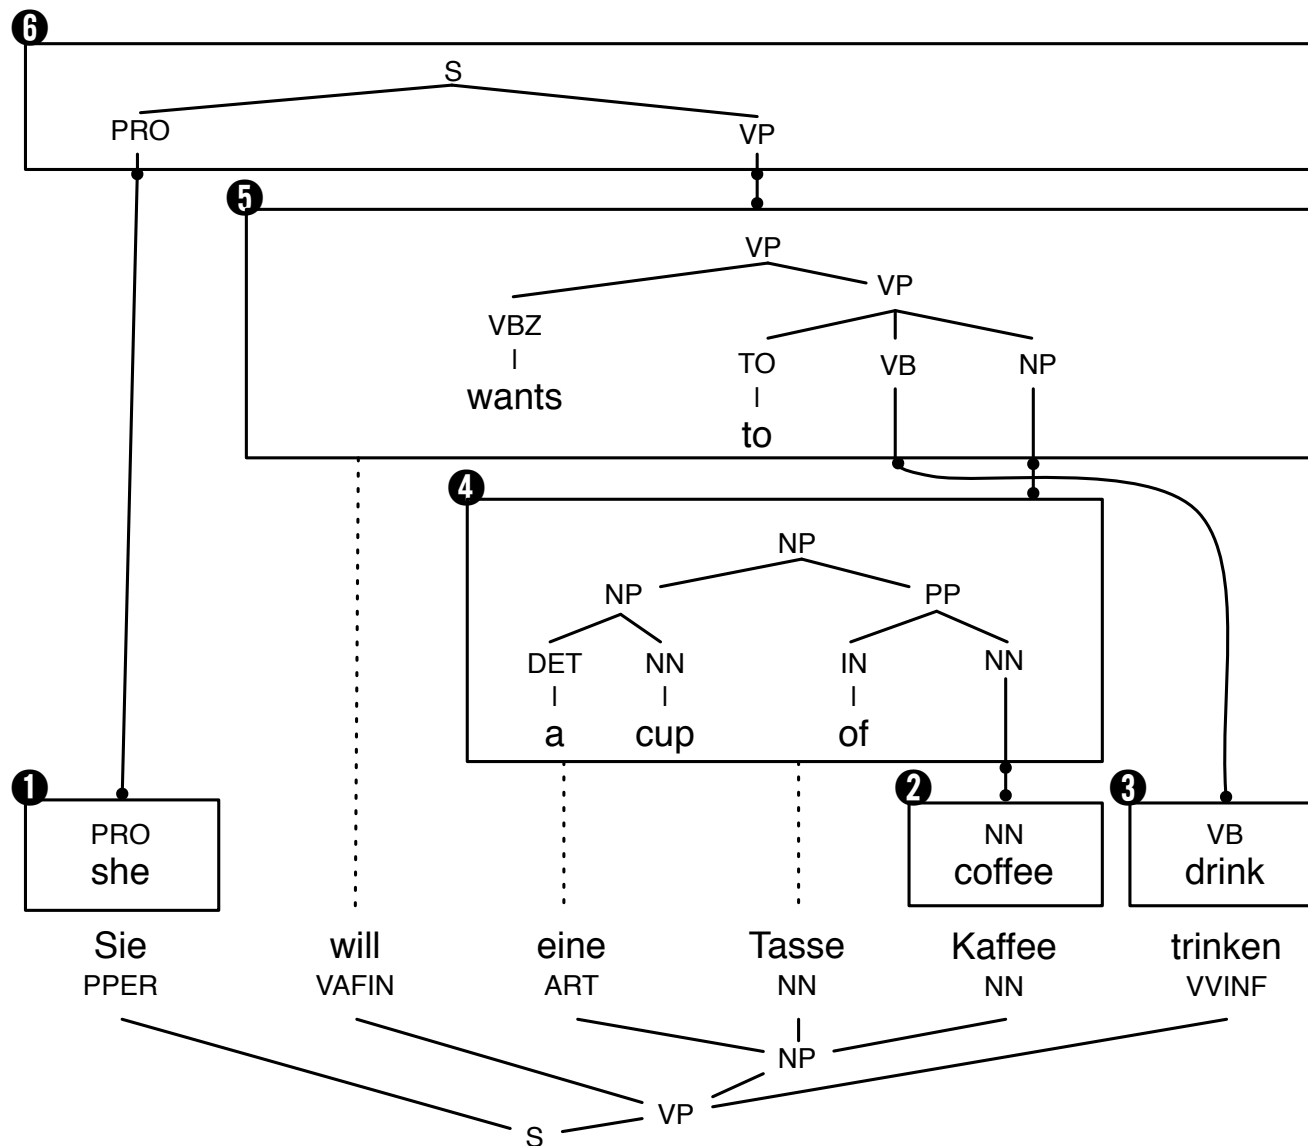 6
S
PRO VP
5
VP
VP
VBZ TO VB NP
wants
to
4
NP
NP PP
DET NN IN NN
a cup of
1 2 3
PRO NN VB
she coffee drink
Sie will eine Tasse Kaffee trinken
PPER VAFIN ART NN NN VVINF
NP
VP
S